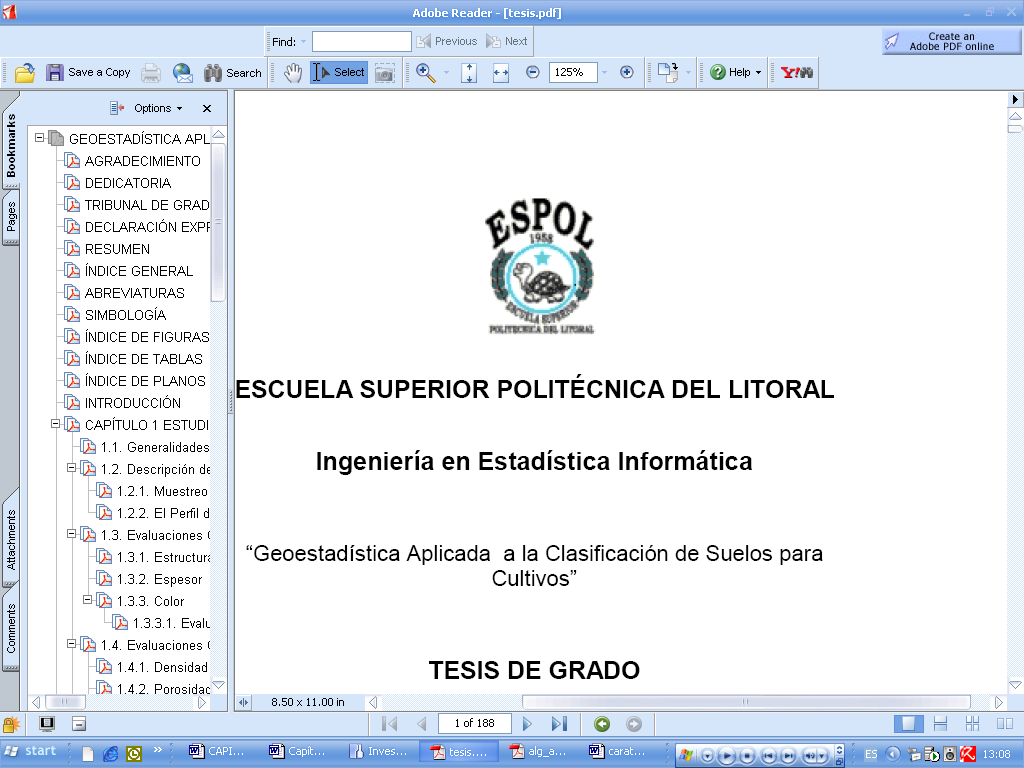 Adobe Reader - [tesis.pdf]
Find:
Previous
Next
Create an
Adobe PDF online
Save a Copy
Search
Select
125%
Help
Y!
Bookmarks
Pages
Attachments
Comments
Options
GEOESTADÍSTICA APL
AGRADECIMIENTO
DEDICATORIA
TRIBUNAL DE GRAD
DECLARACIÓN EXPR
RESUMEN
ÍNDICE GENERAL
ABREVIATURAS
SIMBOLOGÍA
ÍNDICE DE FIGURAS
ÍNDICE DE TABLAS
ÍNDICE DE PLANOS
INTRODUCCIÓN
CAPÍTULO 1 ESTUDI
1.1. Generalidades
1.2. Descripción de
1.2.1. Muestreo
1.2.2. El Perfil d
1.3. Evaluaciones
1.3.1. Estructura
1.3.2. Espesor
1.3.3. Color
1.3.3.1. Evalu
1.4. Evaluaciones
1.4.1. Densidad
1.4.2. Porosidad
ESPOL
1958
ESCUELA SUPERIOR
POLITECNICA DEL LITORAL
ESCUELA SUPERIOR POLITÉCNICA DEL LITORAL
Ingeniería en Estadística Informática
“Geoestadística Aplicada a la Clasificación de Suelos para
Cultivos”
TESIS DE GRADO
8.50 x 11.00 in
1 of 188
start
CAPI...
Capít...
Inves...
tesis....
alg_a...
carat...
ES
13:08